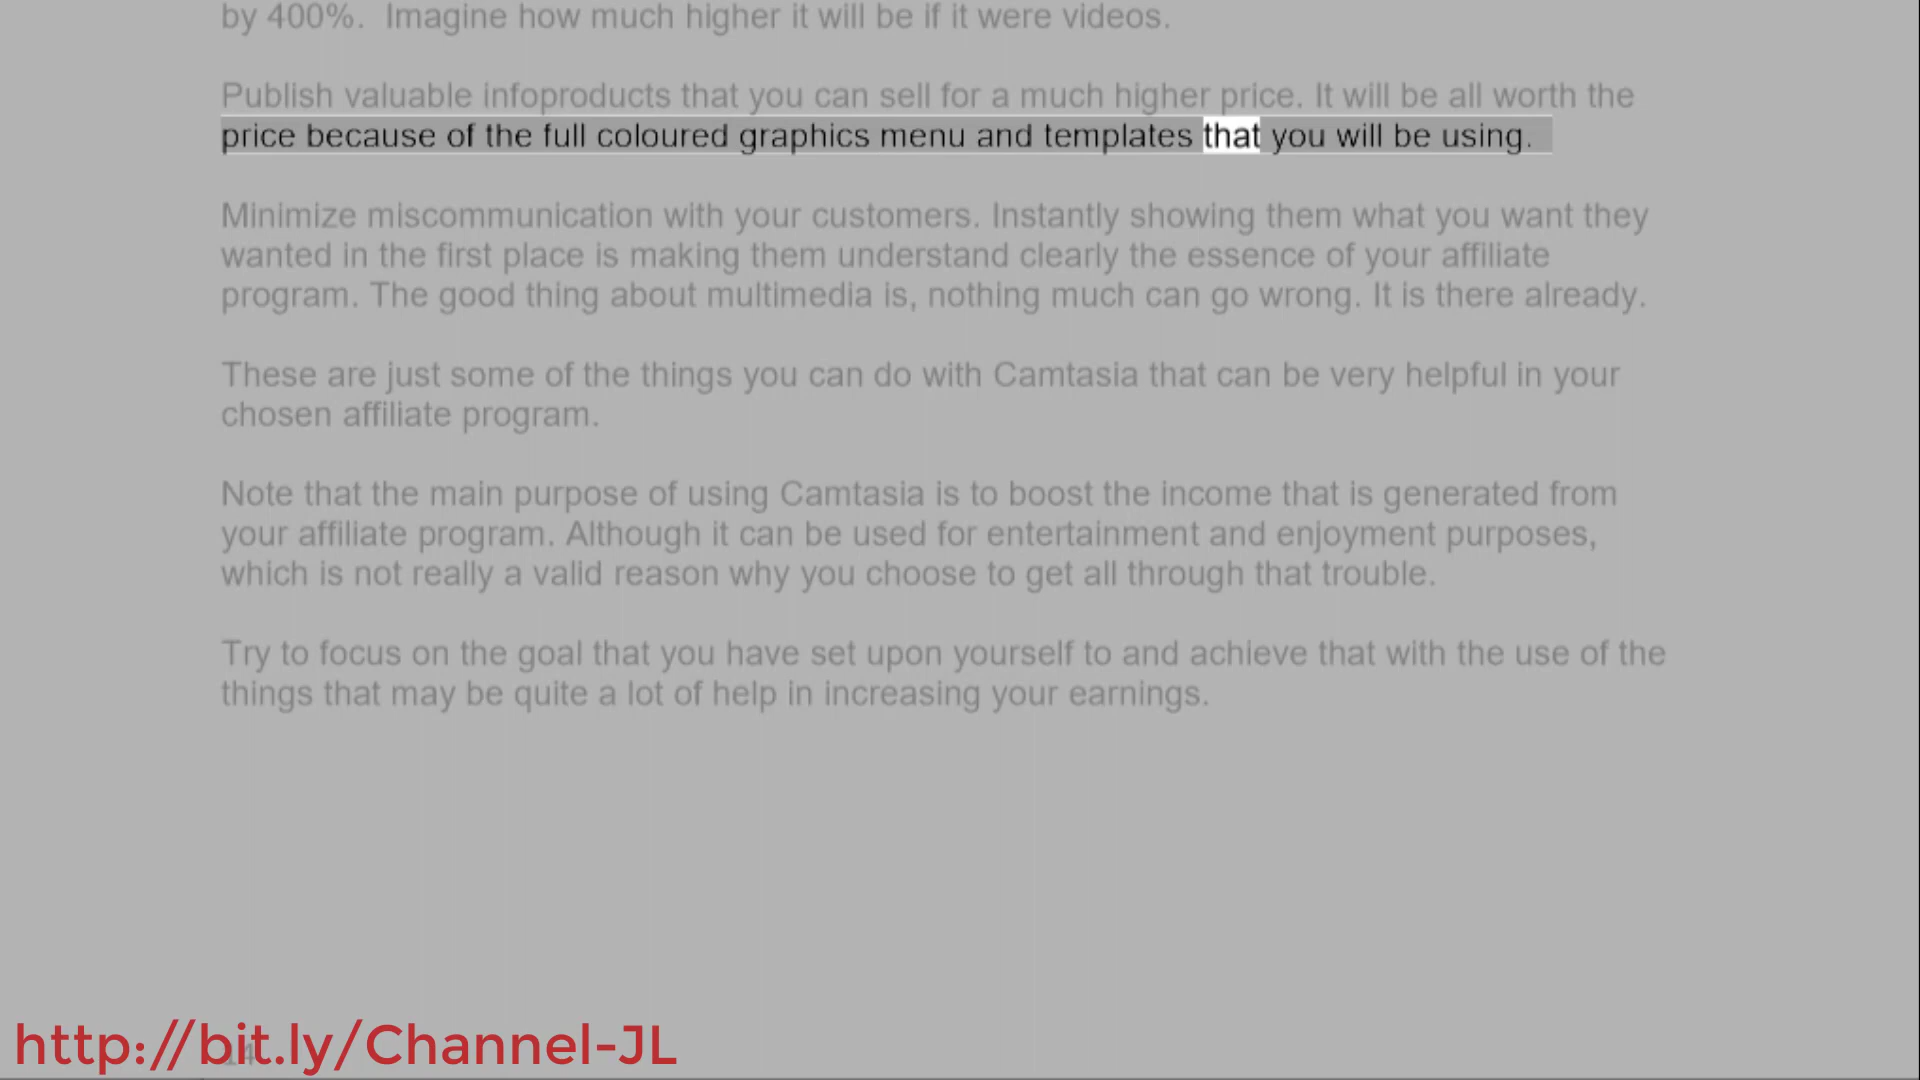 by 400%.  Imagine how much higher it will be if it were videos.
Publish valuable infoproducts that you can sell for a much higher price. It will be all worth the
price because of the full coloured graphics menu and templates that you will be using.
Minimize miscommunication with your customers. Instantly showing them what you want they
wanted in the first place is making them understand clearly the essence of your affiliate
program. The good thing about multimedia is, nothing much can go wrong. It is there already.
These are just some of the things you can do with Camtasia that can be very helpful in your
chosen affiliate program.
Note that the main purpose of using Camtasia is to boost the income that is generated from
your affiliate program. Although it can be used for entertainment and enjoyment purposes,
which is not really a valid reason why you choose to get all through that trouble.
Try to focus on the goal that you have set upon yourself to and achieve that with the use of the
things that may be quite a lot of help in increasing your earnings.
http://bit.ly/Channel-JL